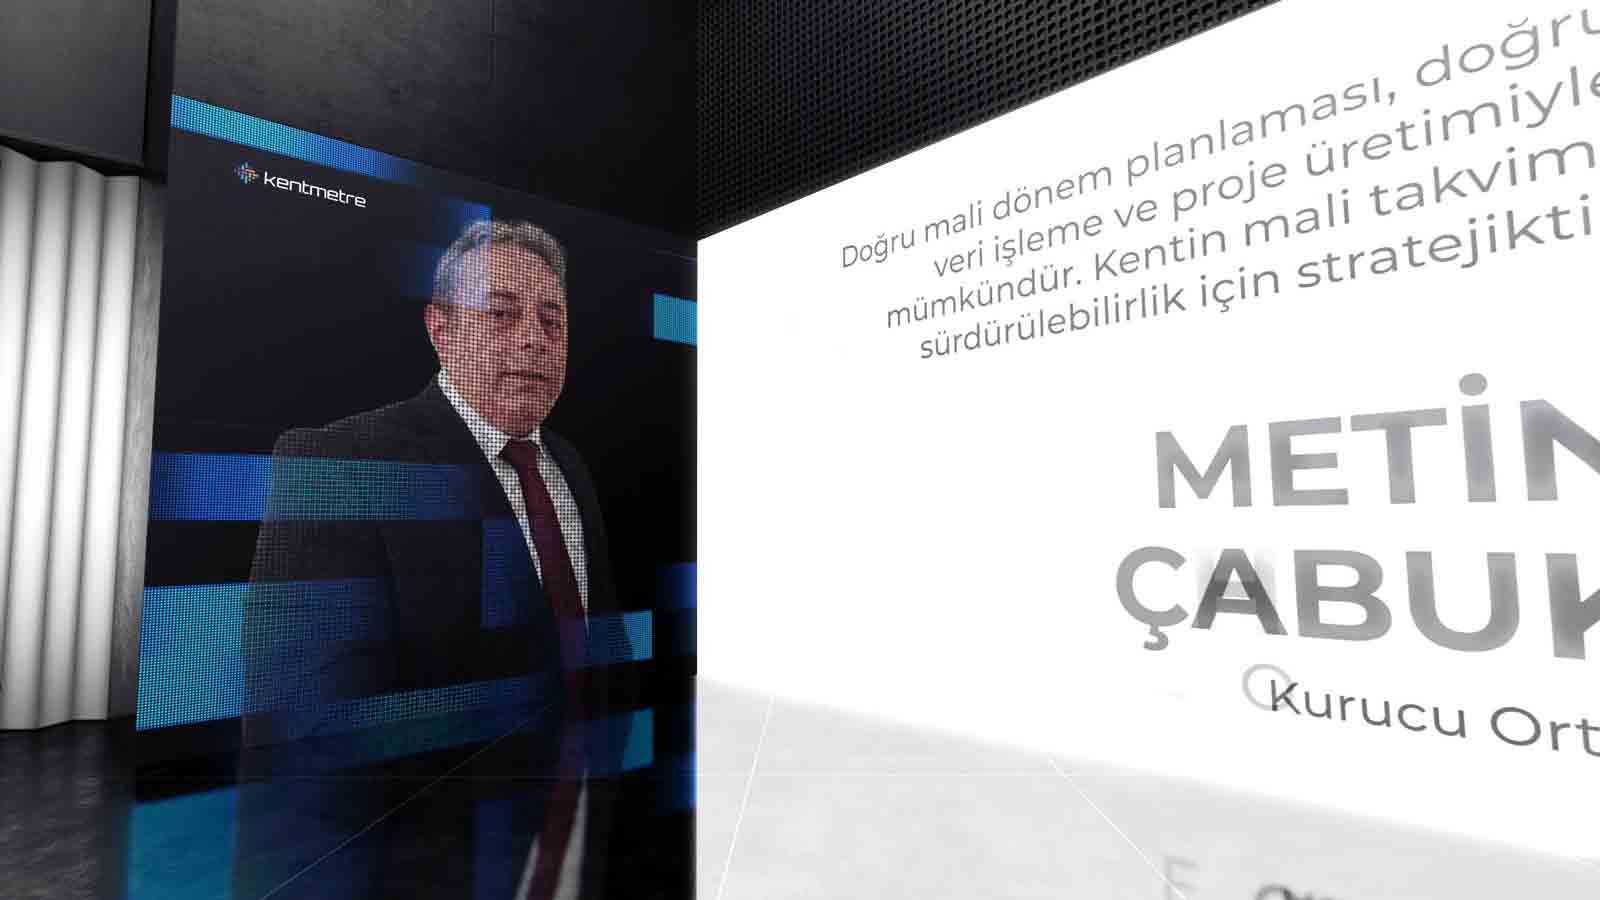 kentmetre
Doğru mali dönem planlaması, doğru
veri işleme ve proje üretimiyle
mümkündür. Kentin mali takvim
sürdürülebilirlik için stratejikti
METİN
ÇABUK
Kurucu Ort